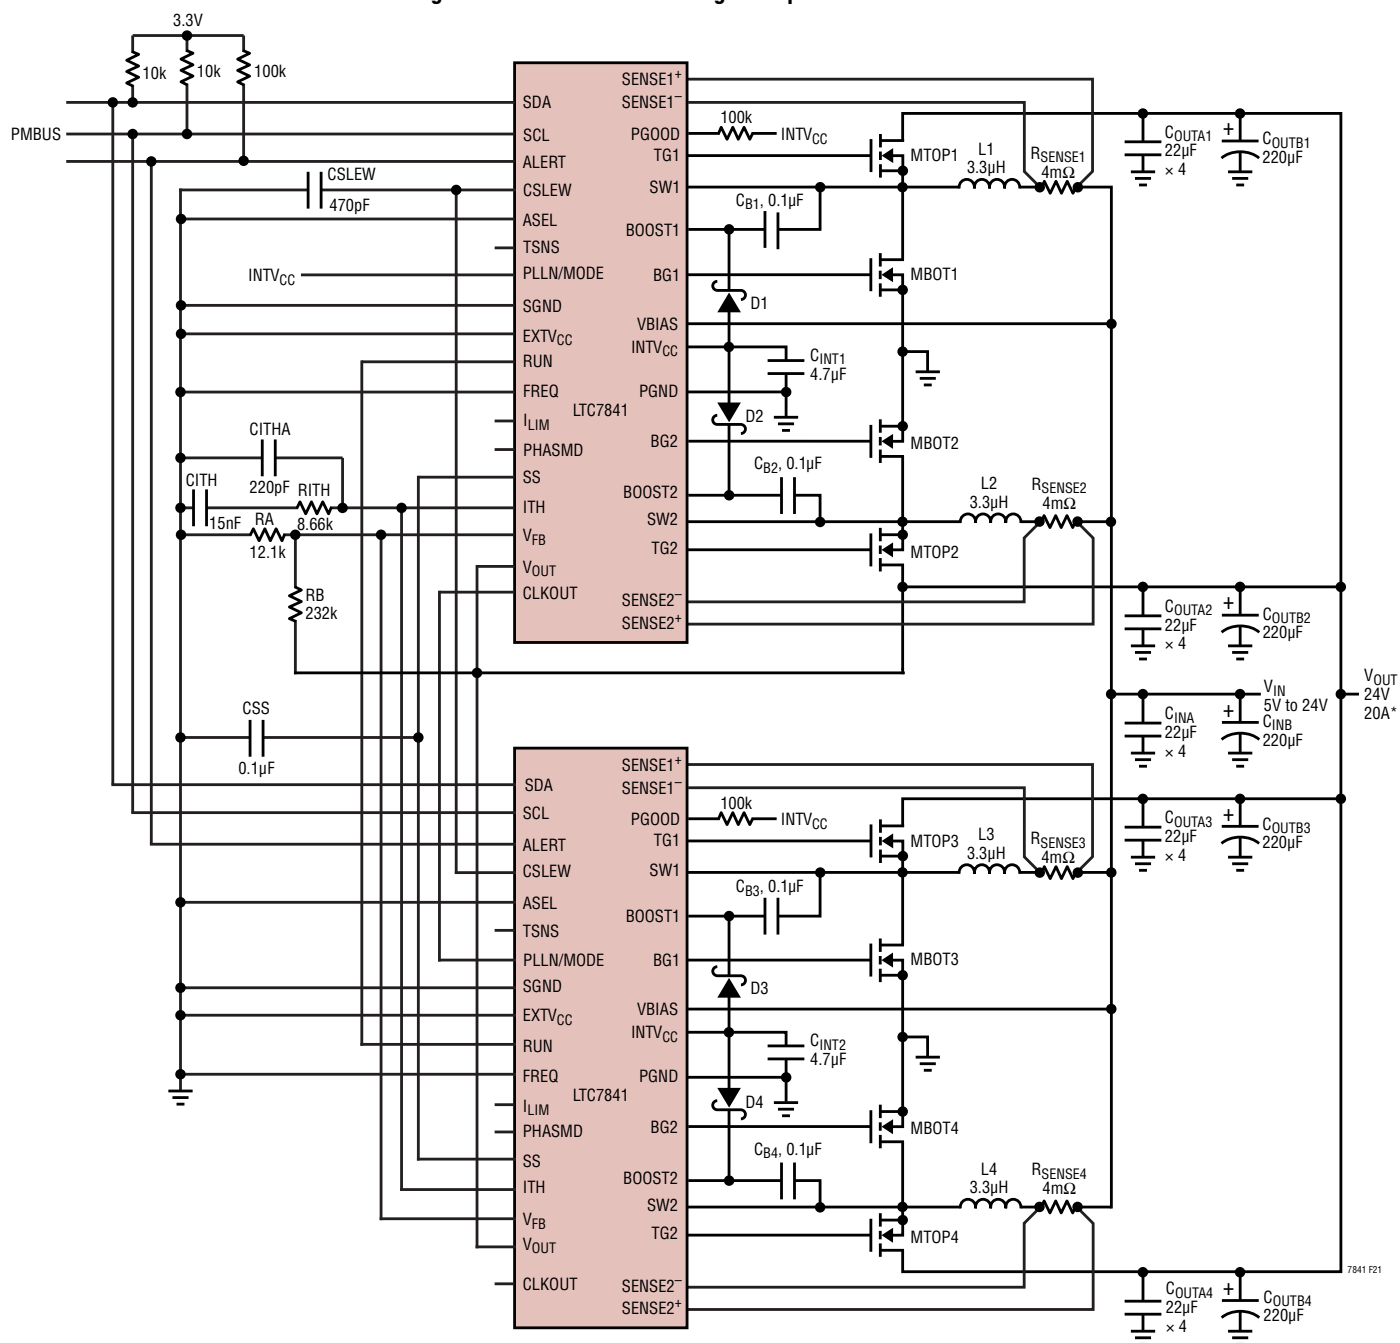 3.3V
10k
10k
100k
PMBUS
SDA
SCL
ALERT
CSLEW
ASEL
TSNS
PLLN/MODE
SGND
EXTVCC
RUN
FREQ
ILIM
PHASMD
SS
ITH
VFB
VOUT
CLKOUT
LTC7841
SENSE1+
SENSE1–
PGOOD
TG1
SW1
BOOST1
BG1
VBIAS
INTVCC
PGND
BG2
BOOST2
SW2
TG2
SENSE2–
SENSE2+
CSLEW
470pF
INTVCC
CITHA
220pF
CITH
15nF
RITH
8.66k
RA
12.1k
RB
232k
CSS
0.1µF
100k
INTVCC
CB1, 0.1µF
D1
CINT1
4.7µF
D2
CB2, 0.1µF
MTOP1
MBOT1
MBOT2
MTOP2
L1
3.3µH
RSENSE1
4mΩ
L2
3.3µH
RSENSE2
4mΩ
COUTA1
22µF
× 4
+
COUTB1
220µF
COUTA2
22µF
× 4
+
COUTB2
220µF
VIN
5V to 24V
CINA
22µF
× 4
+
CINB
220µF
VOUT
24V
20A*
SDA
SCL
ALERT
CSLEW
ASEL
TSNS
PLLN/MODE
SGND
EXTVCC
RUN
FREQ
ILIM
PHASMD
SS
ITH
VFB
VOUT
CLKOUT
LTC7841
SENSE1+
SENSE1–
PGOOD
TG1
SW1
BOOST1
BG1
VBIAS
INTVCC
PGND
BG2
BOOST2
SW2
TG2
SENSE2–
SENSE2+
100k
INTVCC
CB3, 0.1µF
D3
CINT2
4.7µF
D4
CB4, 0.1µF
MTOP3
MBOT3
MBOT4
MTOP4
L3
3.3µH
RSENSE3
4mΩ
L4
3.3µH
RSENSE4
4mΩ
COUTA3
22µF
× 4
+
COUTB3
220µF
COUTA4
22µF
× 4
+
COUTB4
220µF
7841 F21